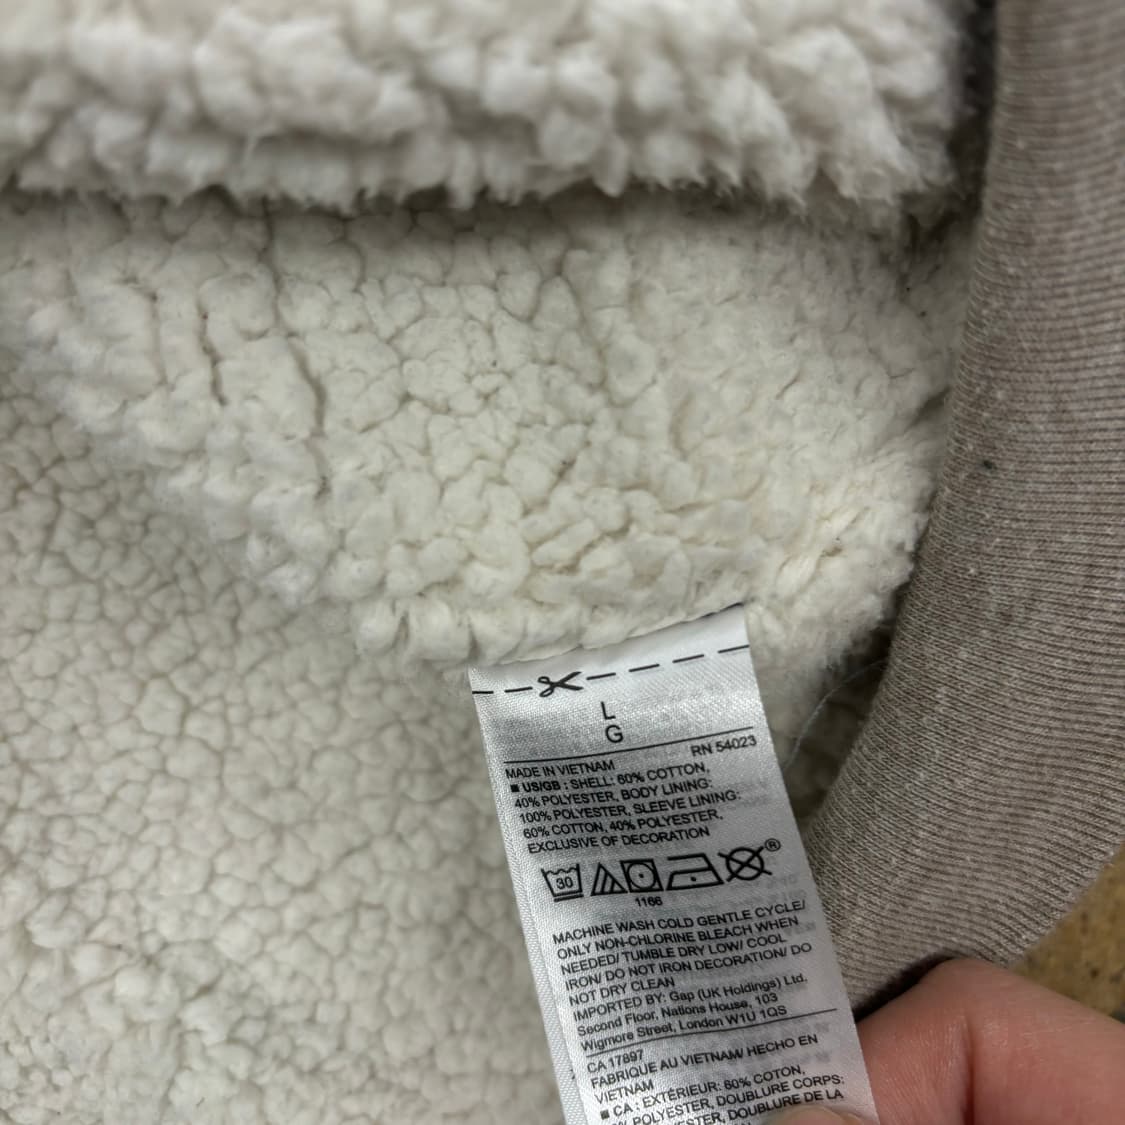 L
G
RN 54023
MADE IN VIETNAM
■ US/GB : SHELL: 60% COTTON,
40% POLYESTER, BODY LINING:
100% POLYESTER, SLEEVE LINING:
60% COTTON, 40% POLYESTER,
EXCLUSIVE OF DECORATION
30
®
1166
MACHINE WASH COLD GENTLE CYCLE/
ONLY NON-CHLORINE BLEACH WHEN
NEEDED/ TUMBLE DRY LOW/ COOL
IRON/ DO NOT IRON DECORATION/ DO
NOT DRY CLEAN
IMPORTED BY: Gap (UK Holdings) Ltd.
Second Floor, Nations House, 103
Wigmore Street, London W1U 1QS
CA 17897
FABRIQUE AU VIETNAM/ HECHO EN
VIETNAM
■ CA : EXTÉRIEUR: 60% COTON,
POLYESTER, DOUBLURE CORPS:
DOUBLURE DE LA